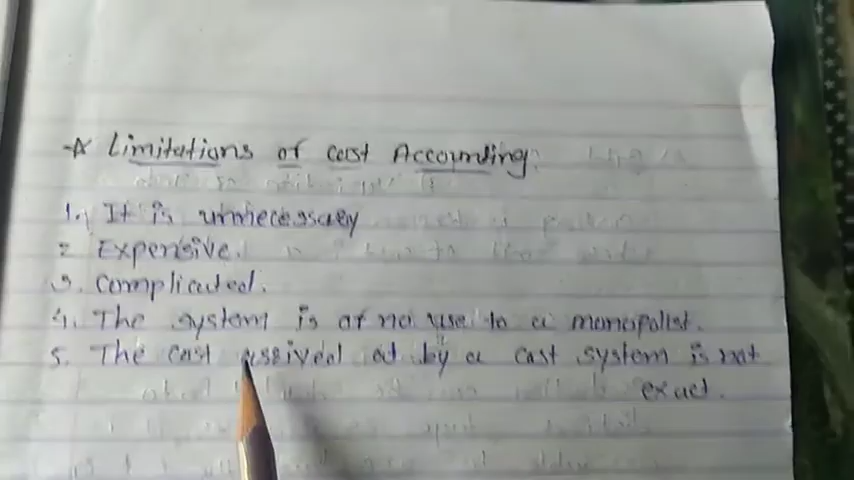 ☆ Limitations of cost Accounting:
1. It is unnecessary
2. Expensive.
3. Complicated.
4. The system is of no use to a monopolist.
5. The cost arrived at by a cost system is not
exact.